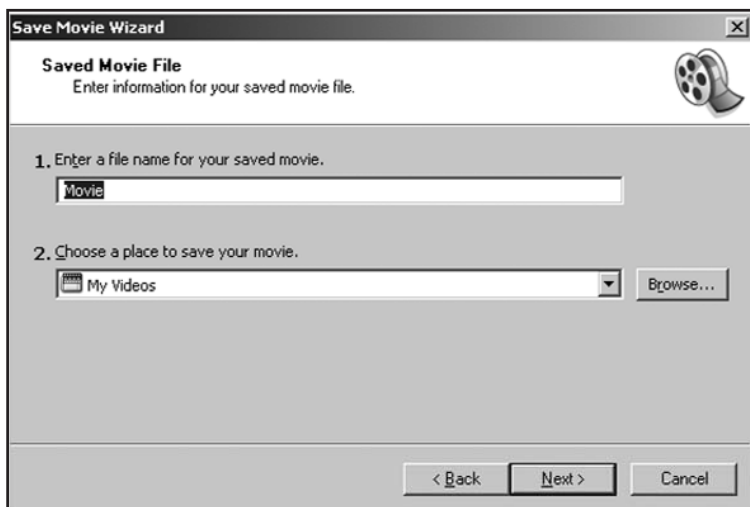 Save Movie Wizard
Saved Movie File
Enter information for your saved movie file.
1. Enter a file name for your saved movie.
Movie
2. Choose a place to save your movie.
My Videos
Browse...
< Back
Next >
Cancel